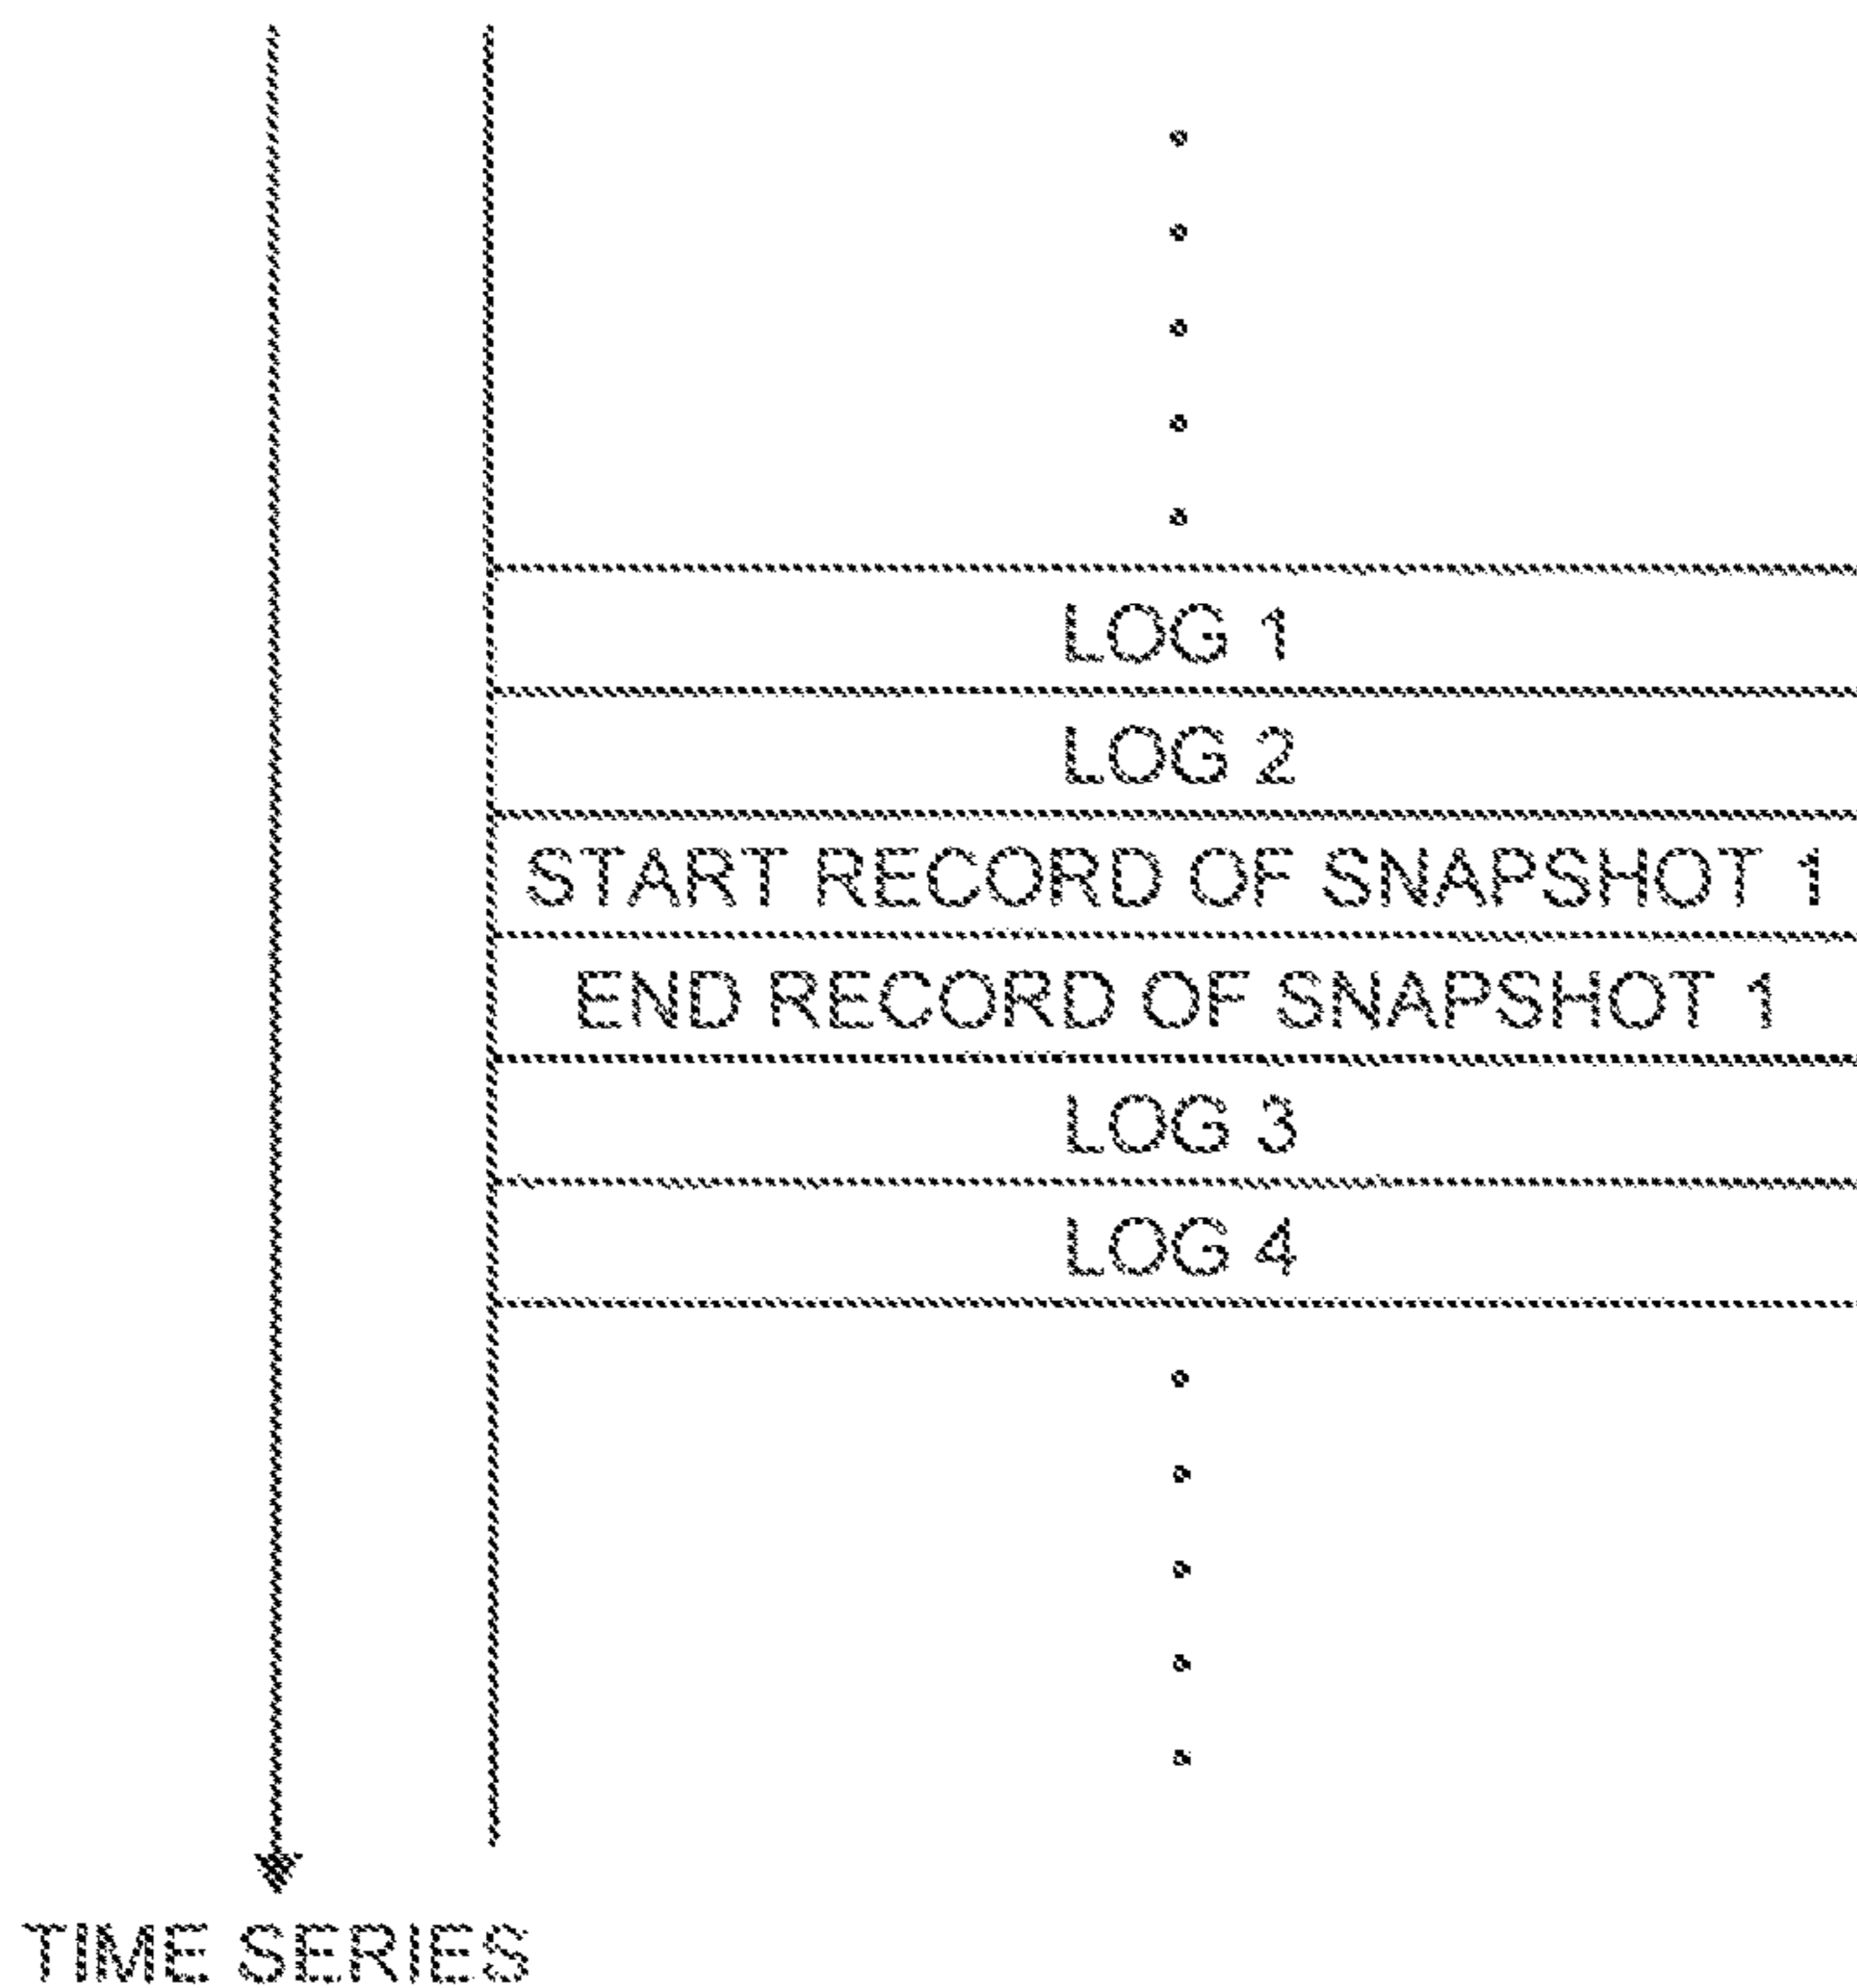 LOG 1
LOG 2
START RECORD OF SNAPSHOT 1
END RECORD OF SNAPSHOT 1
LOG 3
LOG 4
TIME SERIES